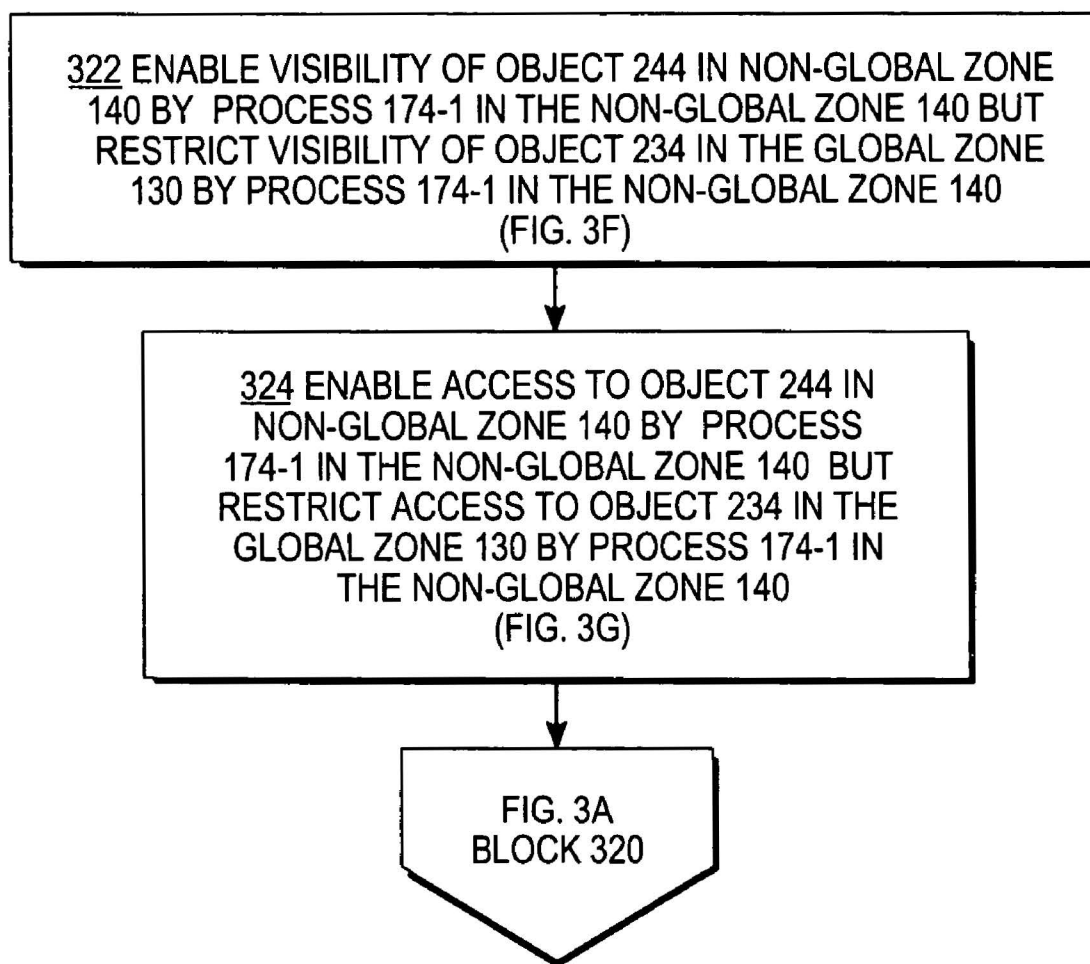 322 ENABLE VISIBILITY OF OBJECT 244 IN NON-GLOBAL ZONE
140 BY PROCESS 174-1 IN THE NON-GLOBAL ZONE 140 BUT
RESTRICT VISIBILITY OF OBJECT 234 IN THE GLOBAL ZONE
130 BY PROCESS 174-1 IN THE NON-GLOBAL ZONE 140
(FIG. 3F)
324 ENABLE ACCESS TO OBJECT 244 IN
NON-GLOBAL ZONE 140 BY PROCESS
174-1 IN THE NON-GLOBAL ZONE 140 BUT
RESTRICT ACCESS TO OBJECT 234 IN THE
GLOBAL ZONE 130 BY PROCESS 174-1 IN
THE NON-GLOBAL ZONE 140
(FIG. 3G)
FIG. 3A
BLOCK 320